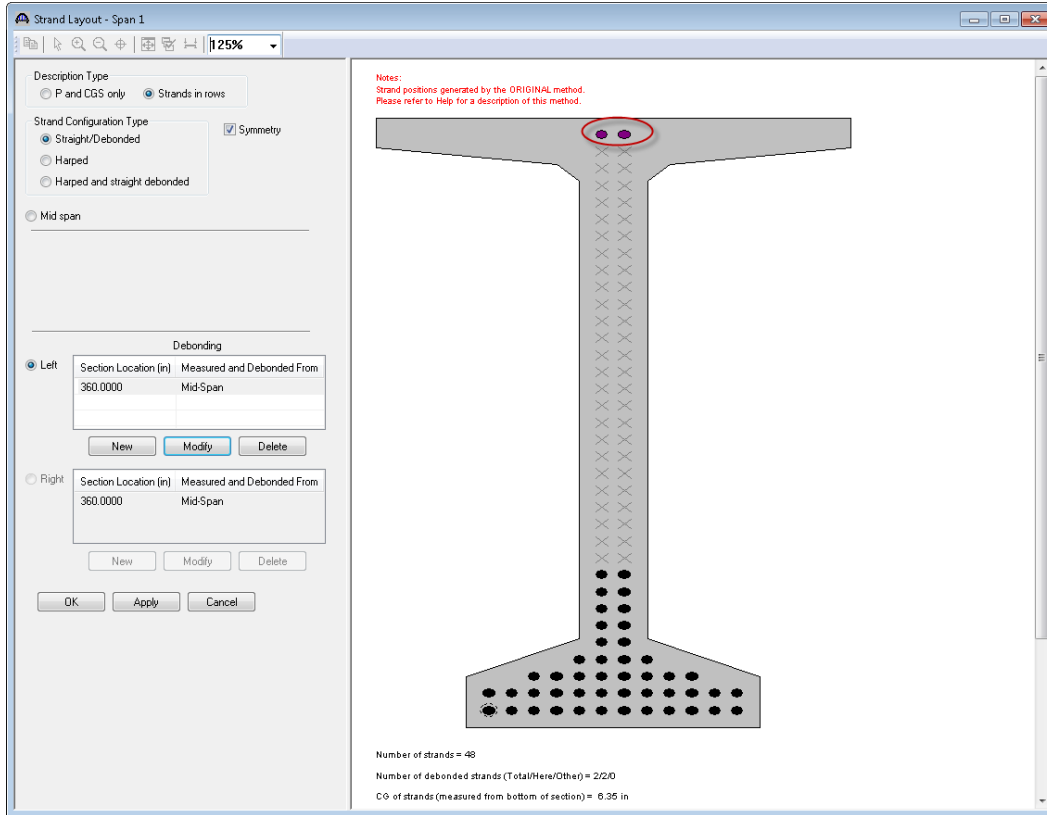 Strand Layout - Span 1
125%
Description Type
P and CGS only Strands in rows
Strand Configuration Type
Symmetry
Straight/Debonded
Harped
Harped and straight debonded
Mid span
Debonding
Left
Section Location (in) Measured and Debonded From
360.0000 Mid-Span
New Modify Delete
Right
Section Location (in) Measured and Debonded From
360.0000 Mid-Span
New Modify Delete
OK Apply Cancel
Notes:
Strand positions generated by the ORIGINAL method.
Please refer to Help for a description of this method.
Number of strands = 48
Number of debonded strands (Total/Here/Other) = 2/2/0
CG of strands (measured from bottom of section) = 6.35 in